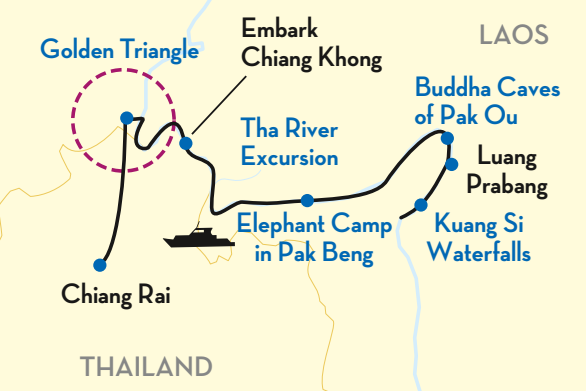 Golden Triangle
Embark
Chiang Khong
LAOS
Buddha Caves
of Pak Ou
Tha River
Excursion
Luang
Prabang
Elephant Camp
in Pak Beng
Kuang Si
Waterfalls
Chiang Rai
THAILAND